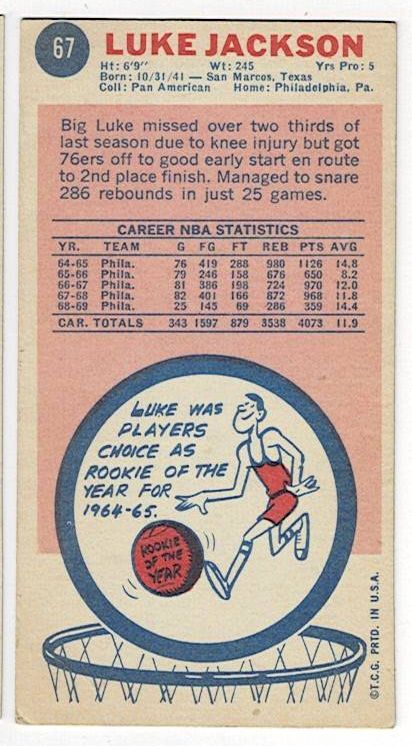 67
LUKE JACKSON
Ht: 6'9" Wt: 245 Yrs Pro: 5
Born: 10/31/41 — San Marcos, Texas
Coll: Pan American Home: Philadelphia, Pa.
Big Luke missed over two thirds of
last season due to knee injury but got
76ers off to good early start en route
to 2nd place finish. Managed to snare
286 rebounds in just 25 games.
CAREER NBA STATISTICS
YR. TEAM G FG FT REB PTS AVG
64-65 Phila. 76 419 288 980 1126 14.8
65-66 Phila. 79 246 158 676 650 8.2
66-67 Phila. 81 386 198 724 970 12.0
67-68 Phila. 82 401 166 872 968 11.8
68-69 Phila. 25 145 69 286 359 14.4
CAR. TOTALS 343 1597 879 3538 4073 11.9
LUKE WAS
PLAYERS
CHOICE AS
ROOKIE OF THE
YEAR FOR
1964-65.
ROOKIE
OF THE
YEAR
©T.C.G. PRTD. IN U.S.A.